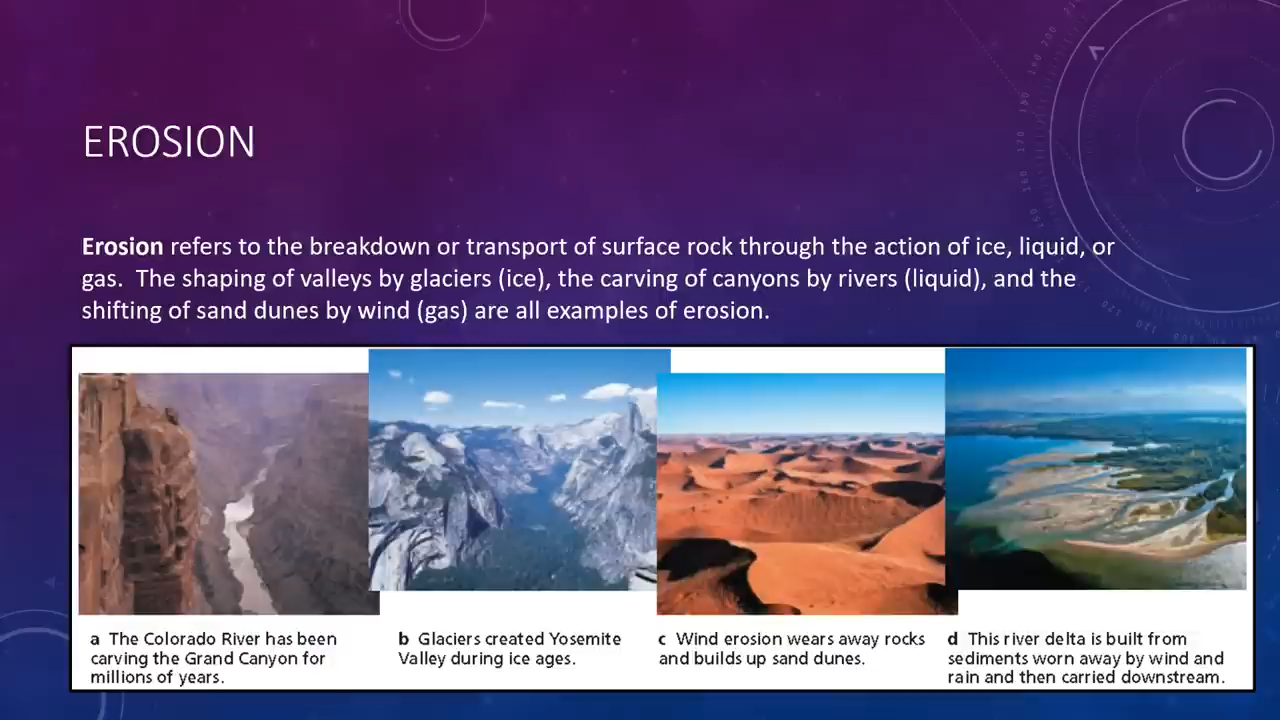 EROSION
Erosion refers to the breakdown or transport of surface rock through the action of ice, liquid, or
gas.  The shaping of valleys by glaciers (ice), the carving of canyons by rivers (liquid), and the
shifting of sand dunes by wind (gas) are all examples of erosion.
a The Colorado River has been
carving the Grand Canyon for
millions of years.
b Glaciers created Yosemite
Valley during ice ages.
c Wind erosion wears away rocks
and builds up sand dunes.
d This river delta is built from
sediments worn away by wind and
rain and then carried downstream.